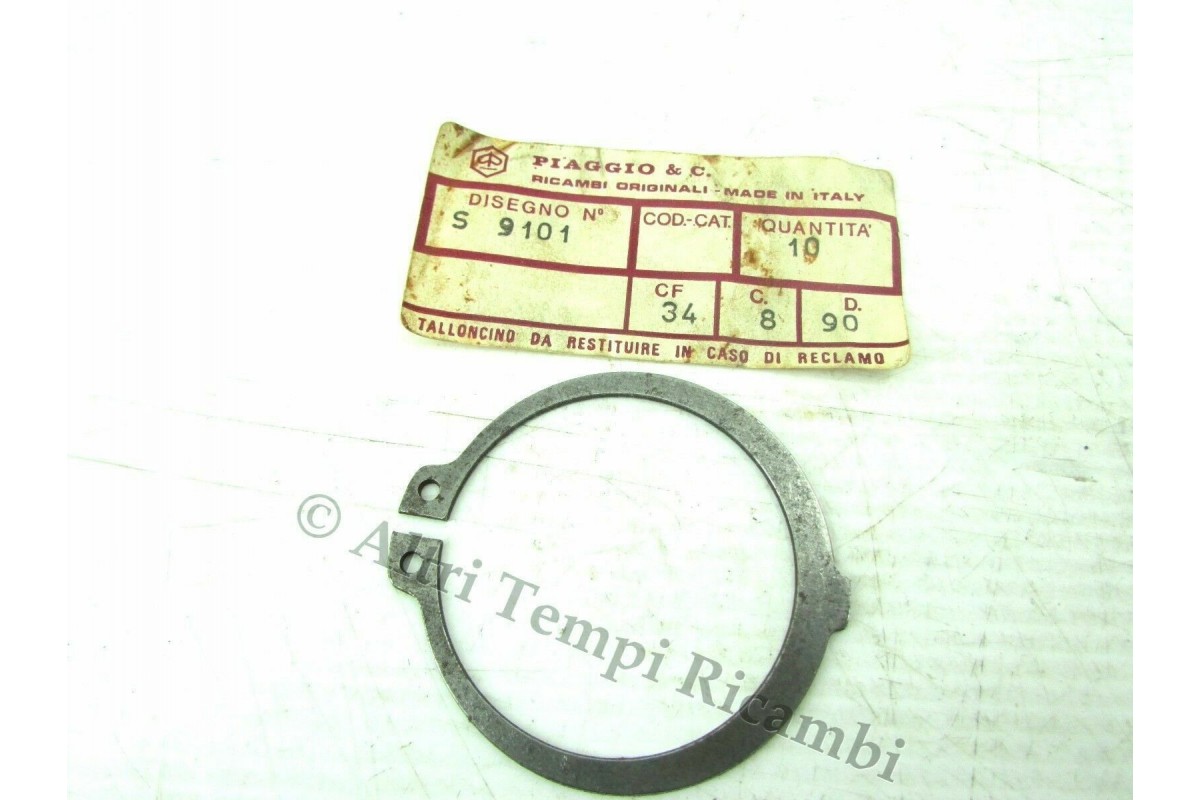 PIAGGIO & C.
RICAMBI ORIGINALI - MADE IN ITALY
DISEGNO N° COD.-CAT. QUANTITA'
S 9101 10
CF C. D.
34 8 90
TALLONCINO DA RESTITUIRE IN CASO DI RECLAMO
© Altri Tempi Ricambi